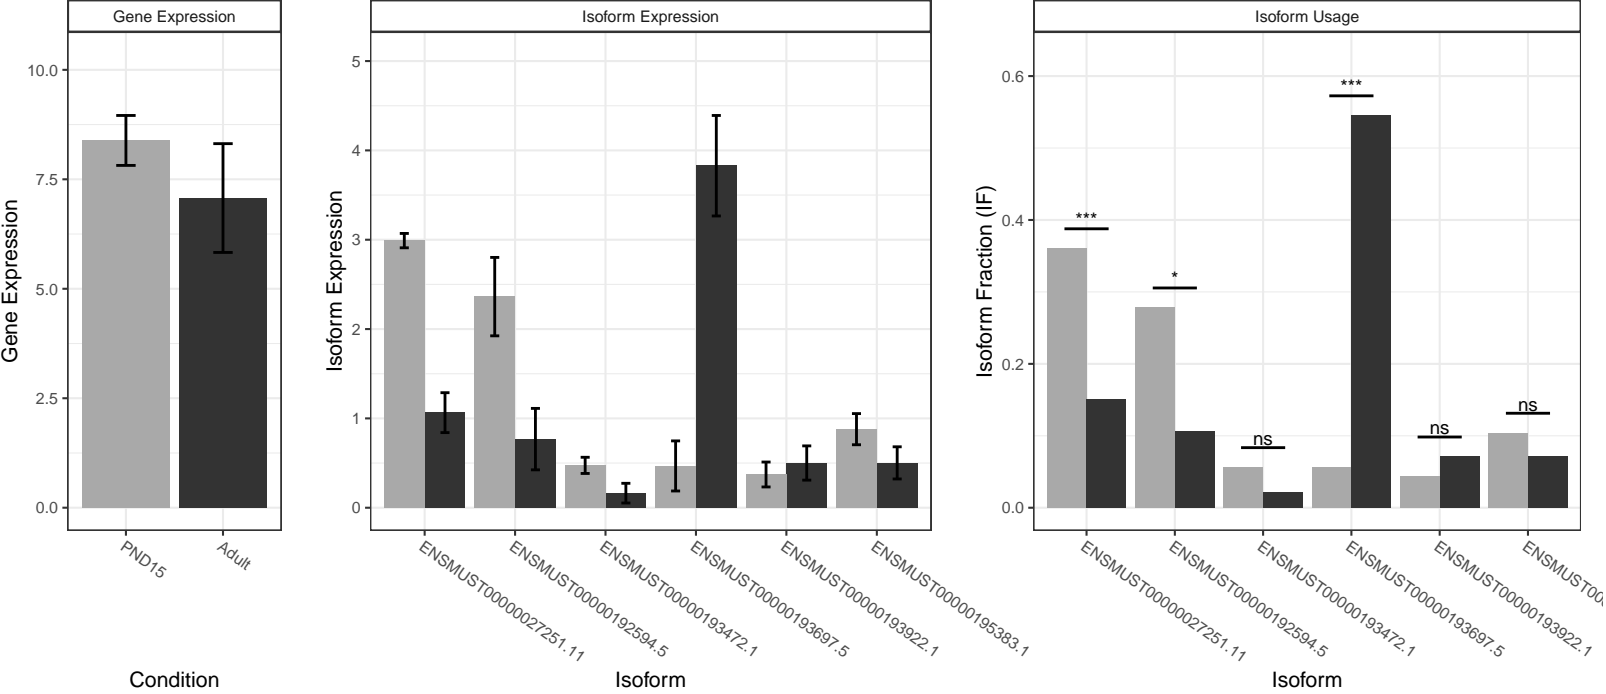 Gene Expression
Isoform Expression
Isoform Usage
Gene Expression
10.0
7.5
5.0
2.5
0.0
PND15
Adult
Condition
Isoform Expression
5
4
3
2
1
0
ENSMUST00000027251.11
ENSMUST00000192594.5
ENSMUST00000193472.1
ENSMUST00000193697.5
ENSMUST00000193922.1
ENSMUST00000195383.1
Isoform
Isoform Fraction (IF)
0.6
0.4
0.2
0.0
***
*
ns
***
ns
ns
ENSMUST00000027251.11
ENSMUST00000192594.5
ENSMUST00000193472.1
ENSMUST00000193697.5
ENSMUST00000193922.1
Isoform